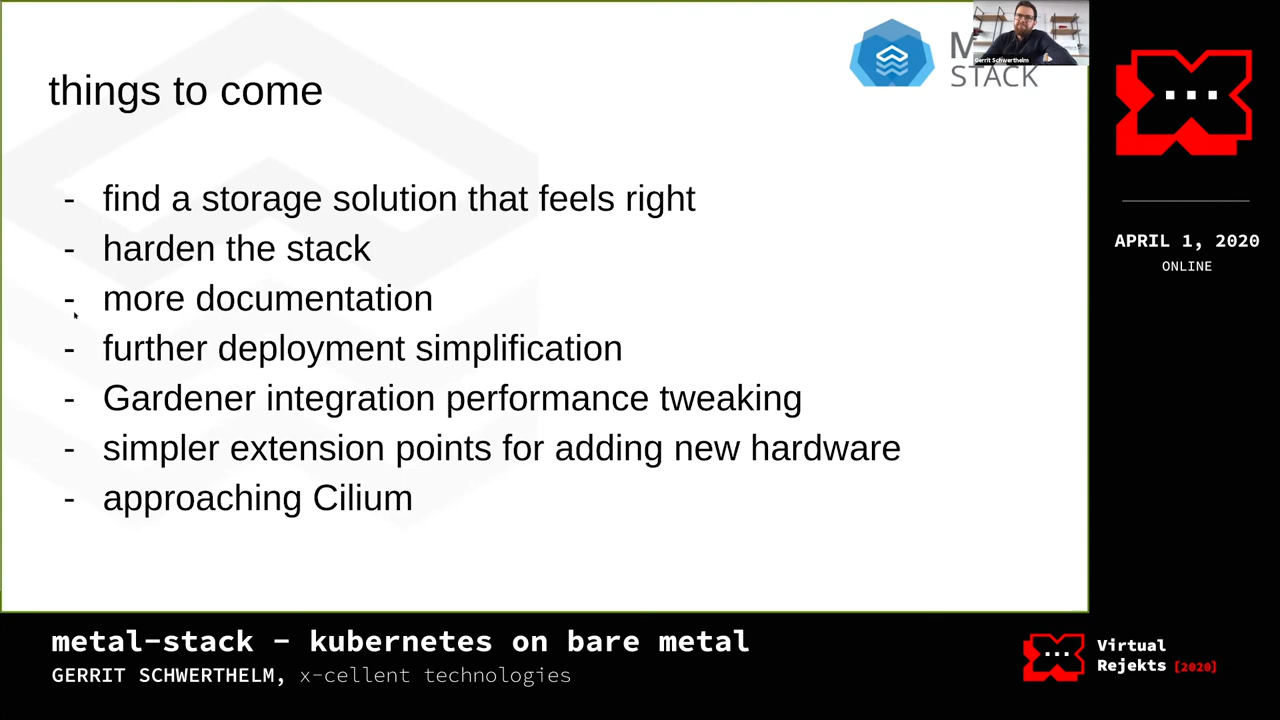 M
STACK
Gerrit Schwerthelm
things to come
- find a storage solution that feels right
- harden the stack
- more documentation
- further deployment simplification
- Gardener integration performance tweaking
- simpler extension points for adding new hardware
- approaching Cilium
APRIL 1, 2020
ONLINE
metal-stack - kubernetes on bare metal
GERRIT SCHWERTHELM, x-cellent technologies
Virtual
Rejekts [2020]